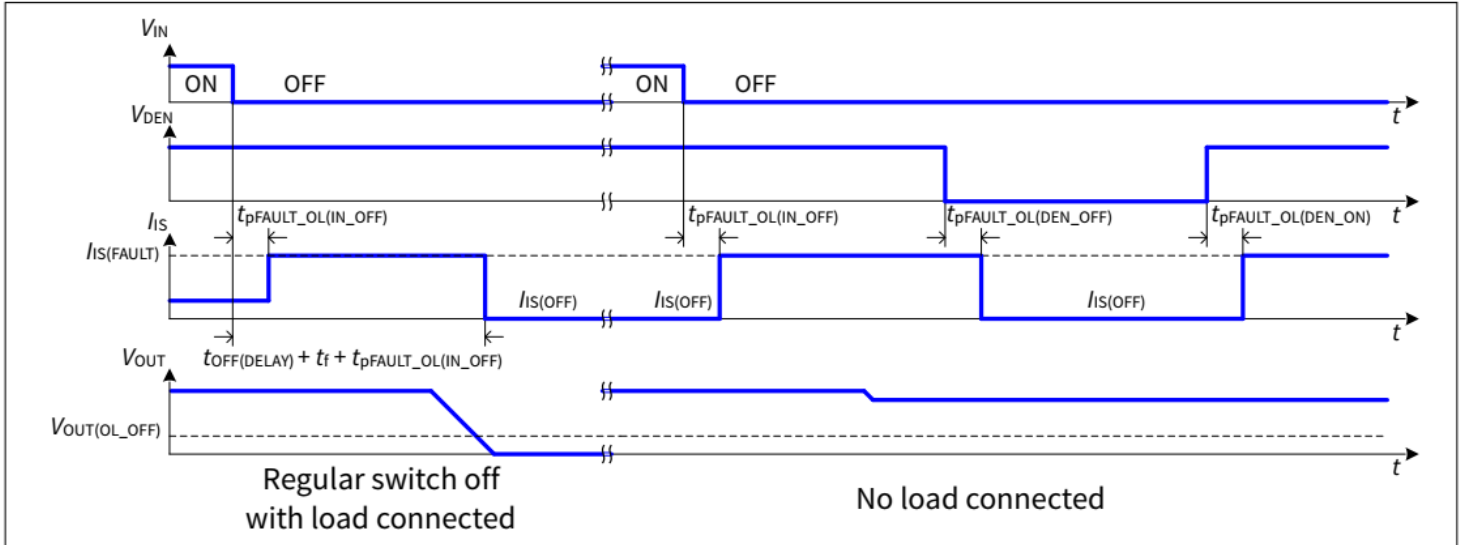 VIN
ON OFF ON OFF
t
VDEN
t
tpFAULT_OL(IN_OFF) tpFAULT_OL(IN_OFF) tpFAULT_OL(DEN_OFF) tpFAULT_OL(DEN_ON)
IIS
IIS(FAULT)
IIS(OFF) IIS(OFF) IIS(OFF)
t
tOFF(DELAY) + tf + tpFAULT_OL(IN_OFF)
VOUT
VOUT(OL_OFF)
t
Regular switch off
with load connected
No load connected